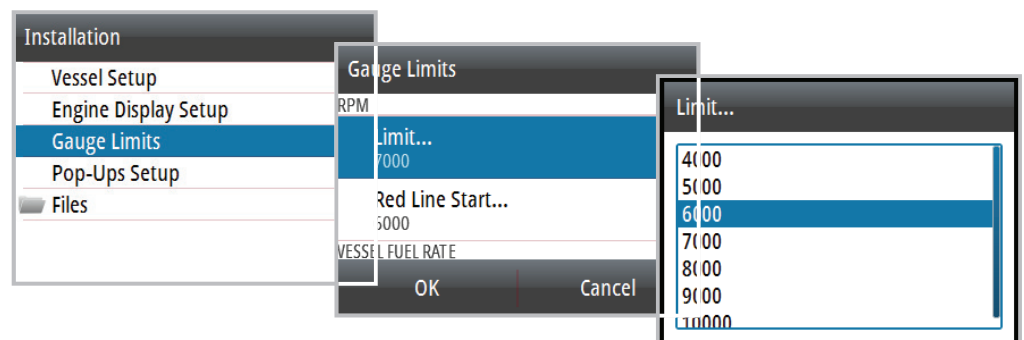 Installation
Vessel Setup
Engine Display Setup
Gauge Limits
Pop-Ups Setup
Files
Gauge Limits
RPM
Limit...
7000
Red Line Start...
6000
VESSEL FUEL RATE
OK Cancel
Limit...
4000
5000
6000
7000
8000
9000
10000